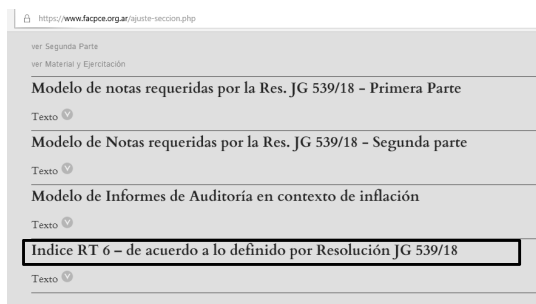 https://www.facpce.org.ar/ajuste-seccion.php
ver Segunda Parte
ver Material y Ejercitación
Modelo de notas requeridas por la Res. JG 539/18 - Primera Parte
Texto
Modelo de Notas requeridas por la Res. JG 539/18 - Segunda parte
Texto
Modelo de Informes de Auditoría en contexto de inflación
Texto
Indice RT 6 – de acuerdo a lo definido por Resolución JG 539/18
Texto